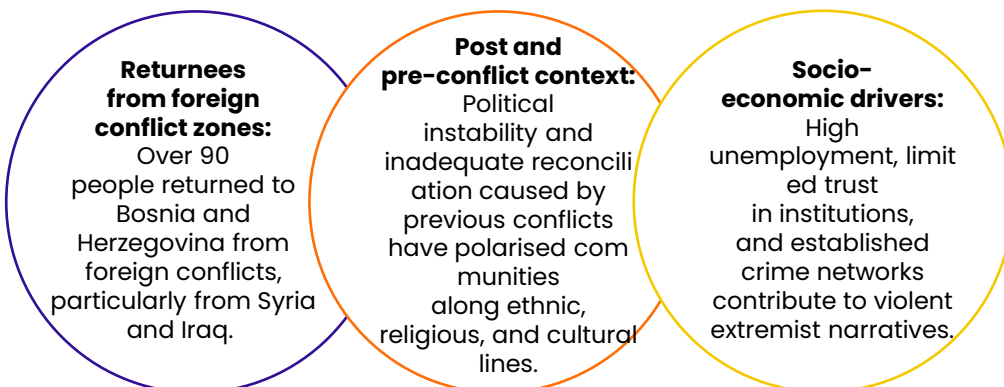 Returnees
from foreign
conflict zones:
Over 90
people returned to
Bosnia and
Herzegovina from
foreign conflicts,
particularly from Syria
and Iraq.
Post and
pre-conflict context:
Political
instability and
inadequate reconcili
ation caused by
previous conflicts
have polarised com
munities
along ethnic,
religious, and cultural
lines.
Socio-
economic drivers:
High
unemployment, limit
ed trust
in institutions,
and established
crime networks
contribute to violent
extremist narratives.